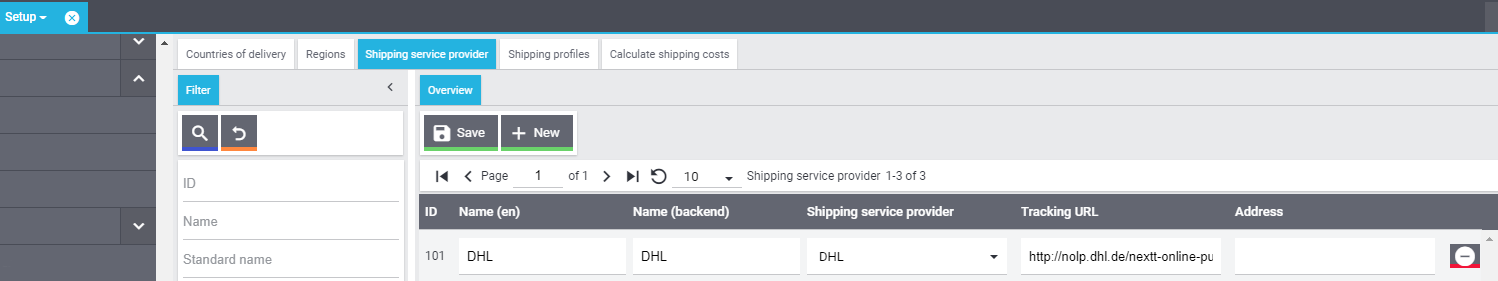 Setup
Countries of delivery Regions Shipping service provider Shipping profiles Calculate shipping costs
Filter
Overview
Save New
Page 1 of 1 10 Shipping service provider 1-3 of 3
ID
Name
Standard name
ID Name (en) Name (backend) Shipping service provider Tracking URL Address
101 DHL DHL DHL http://nolp.dhl.de/nextt-online-pu